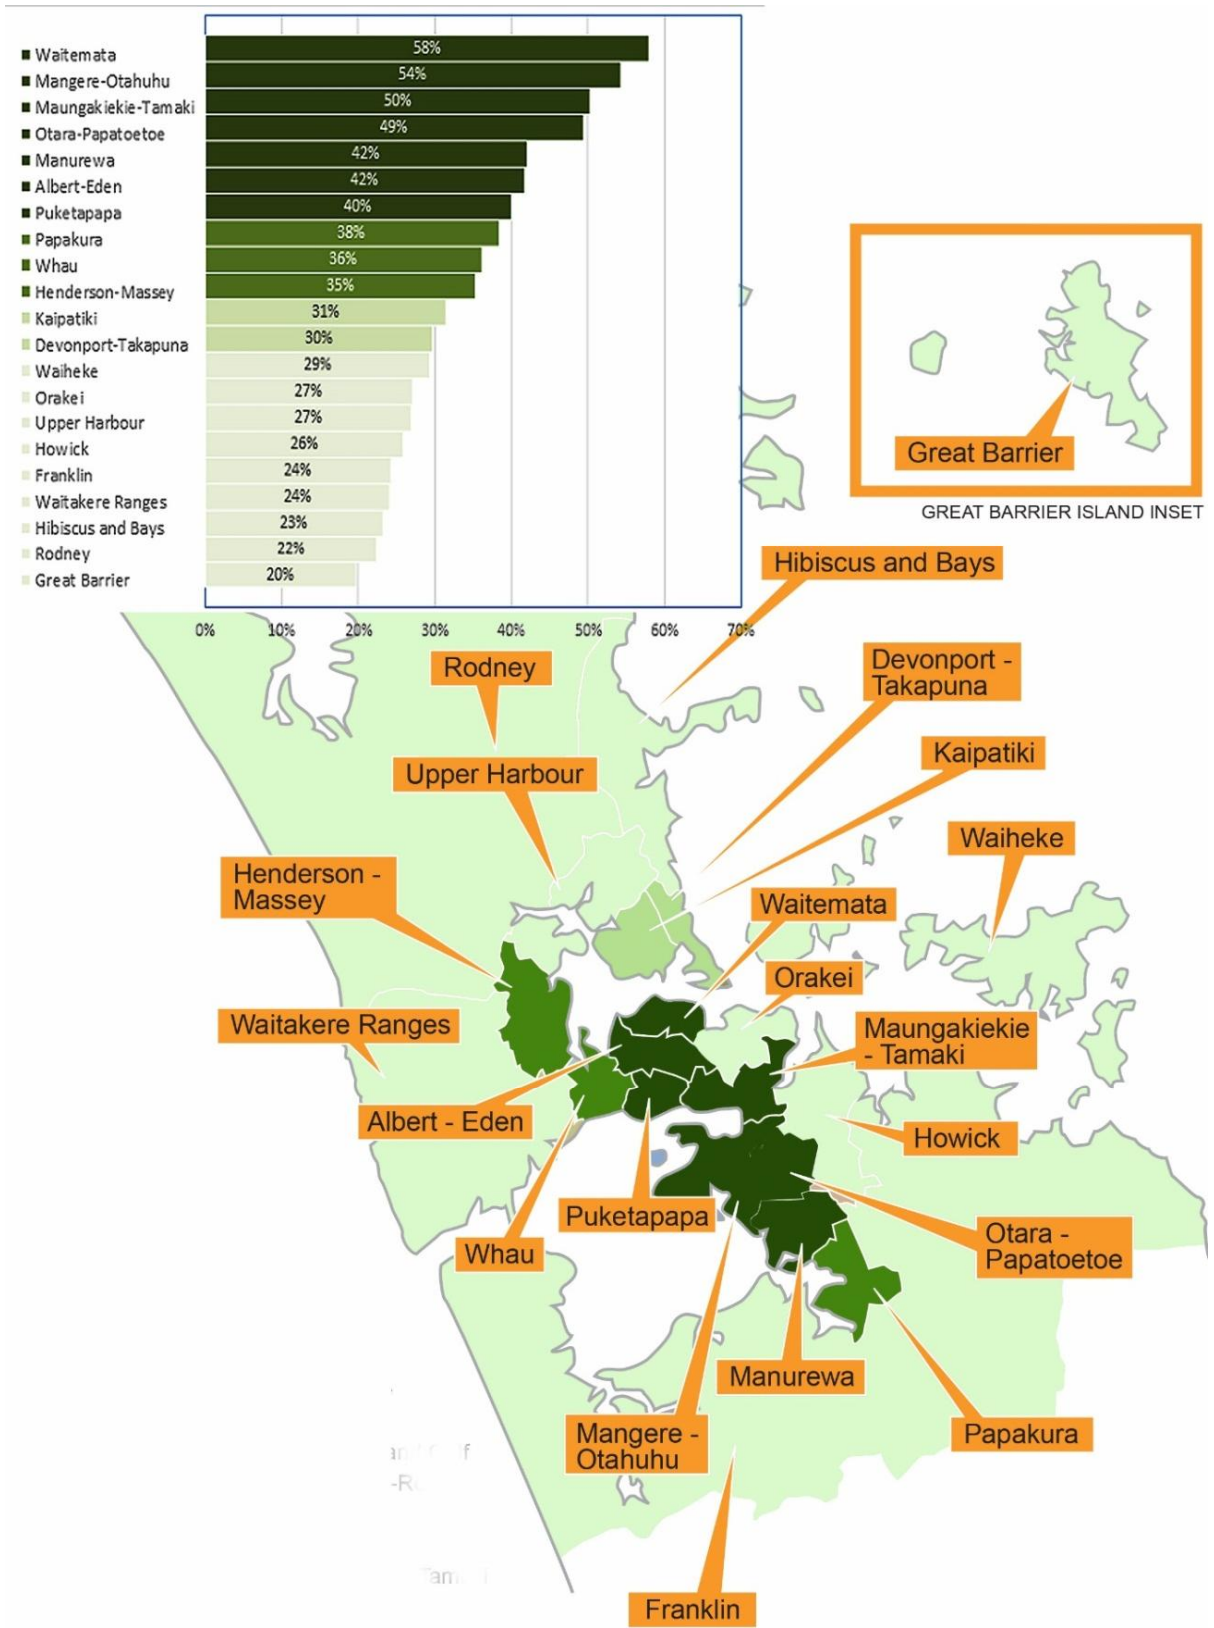 Waitemata 58%
Mangere-Otahuhu 54%
Maungakiekie-Tamaki 50%
Otara-Papatoetoe 49%
Manurewa 42%
Albert-Eden 42%
Puketapapa 40%
Papakura 38%
Whau 36%
Henderson-Massey 35%
Kaipatiki 31%
Devonport-Takapuna 30%
Waiheke 29%
Orakei 27%
Upper Harbour 27%
Howick 26%
Franklin 24%
Waitakere Ranges 24%
Hibiscus and Bays 23%
Rodney 22%
Great Barrier 20%
0% 10% 20% 30% 40% 50% 60% 70%
Great Barrier
GREAT BARRIER ISLAND INSET
Hibiscus and Bays
Rodney
Devonport -
Takapuna
Kaipatiki
Upper Harbour
Waiheke
Henderson -
Massey
Waitemata
Orakei
Waitakere Ranges
Maungakiekie
- Tamaki
Albert - Eden
Howick
Puketapapa
Whau
Otara -
Papatoetoe
Manurewa
Mangere -
Otahuhu
Papakura
Franklin